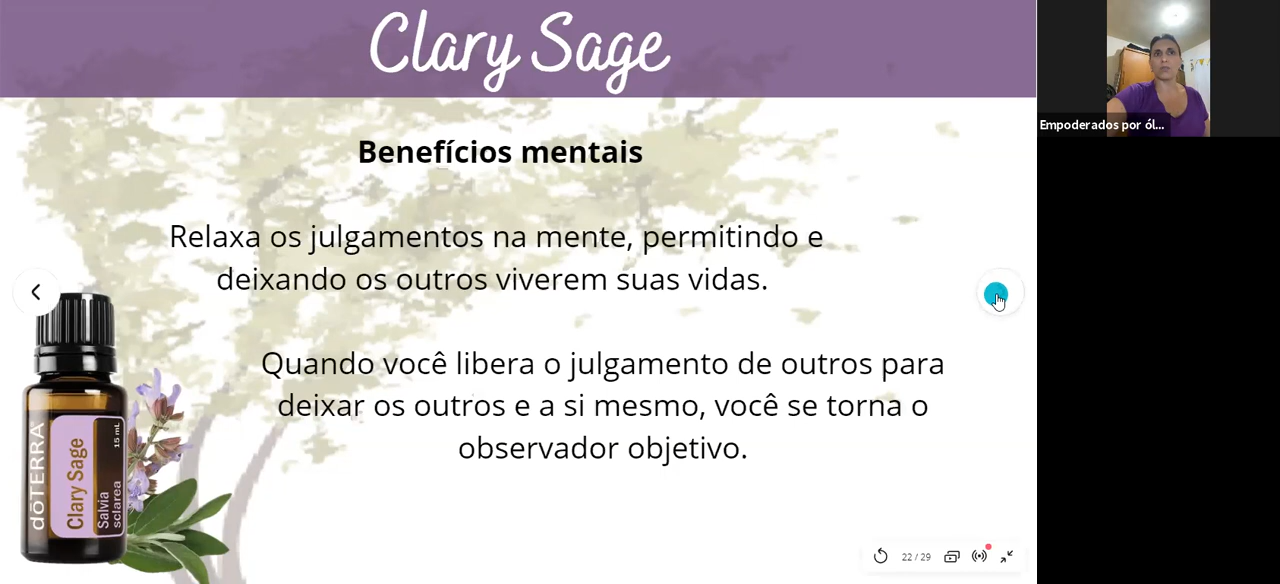 Clary Sage
Benefícios mentais
Relaxa os julgamentos na mente, permitindo e
deixando os outros viverem suas vidas.
Quando você libera o julgamento de outros para
deixar os outros e a si mesmo, você se torna o
observador objetivo.
dōTERRA
Clary Sage
Salvia
sclarea
15 mL
22 / 29
Empoderados por ól...